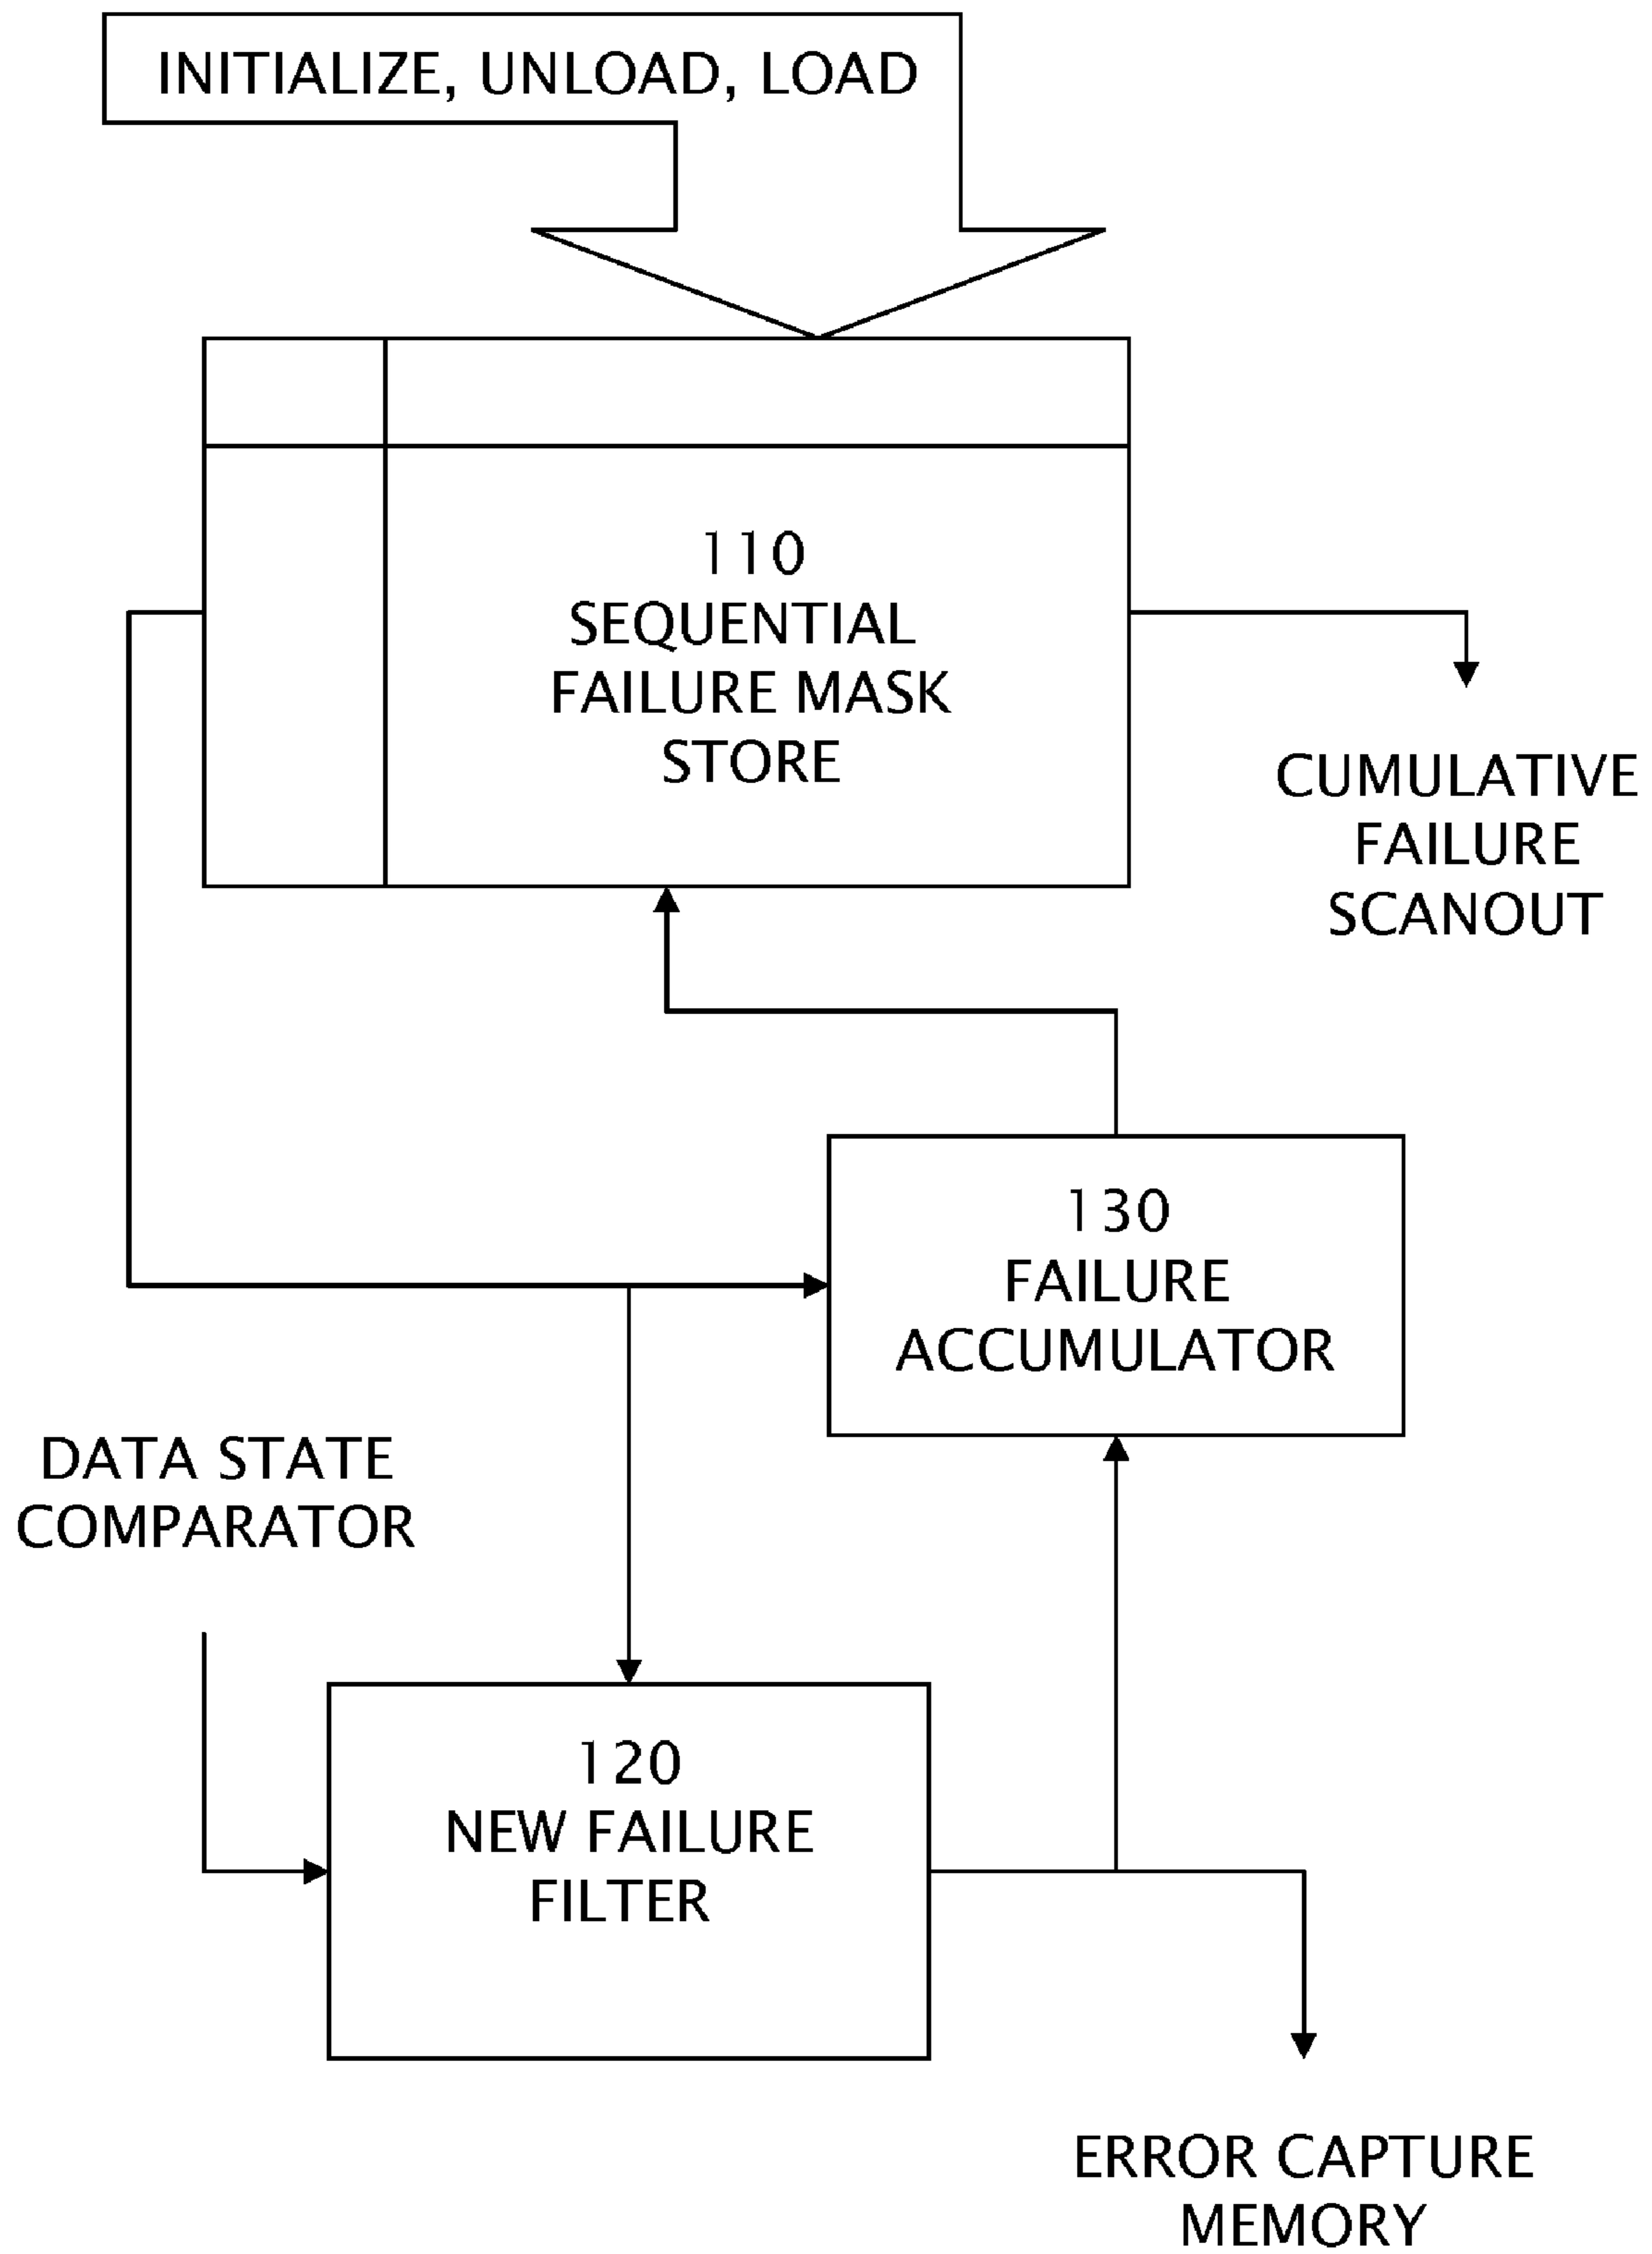 INITIALIZE, UNLOAD, LOAD
110
SEQUENTIAL
FAILURE MASK
STORE
CUMULATIVE
FAILURE
SCANOUT
130
FAILURE
ACCUMULATOR
DATA STATE
COMPARATOR
120
NEW FAILURE
FILTER
ERROR CAPTURE
MEMORY